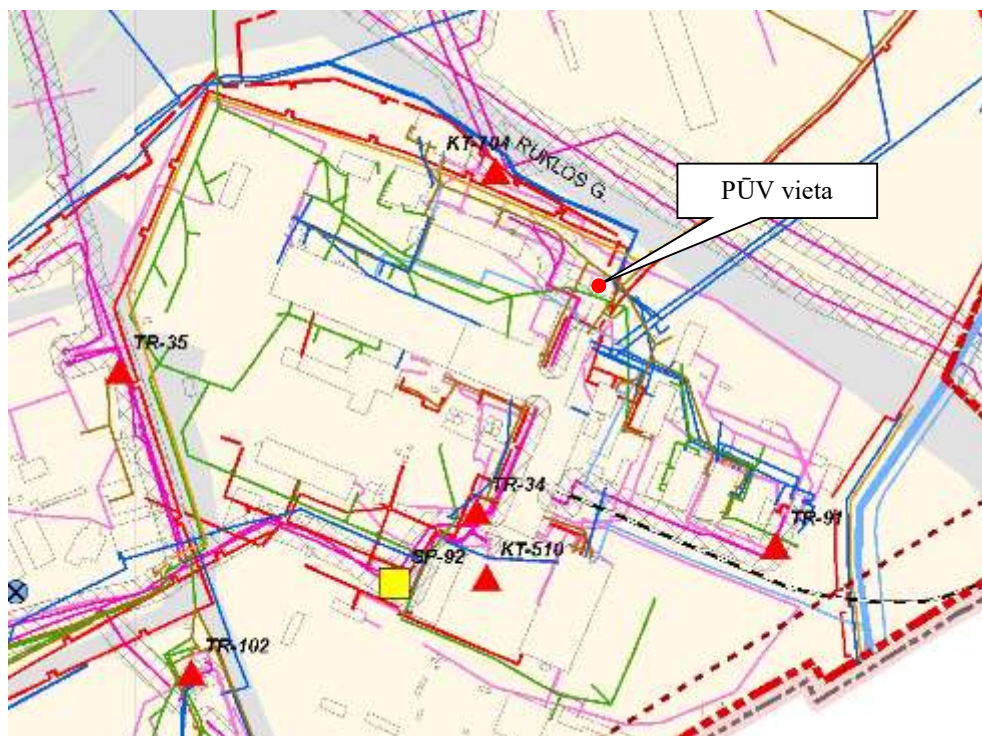 KT-704
RUKLOS G.
PŪV vieta
TR-35
TR-34
TR-91
SP-92
KT-510
TR-102